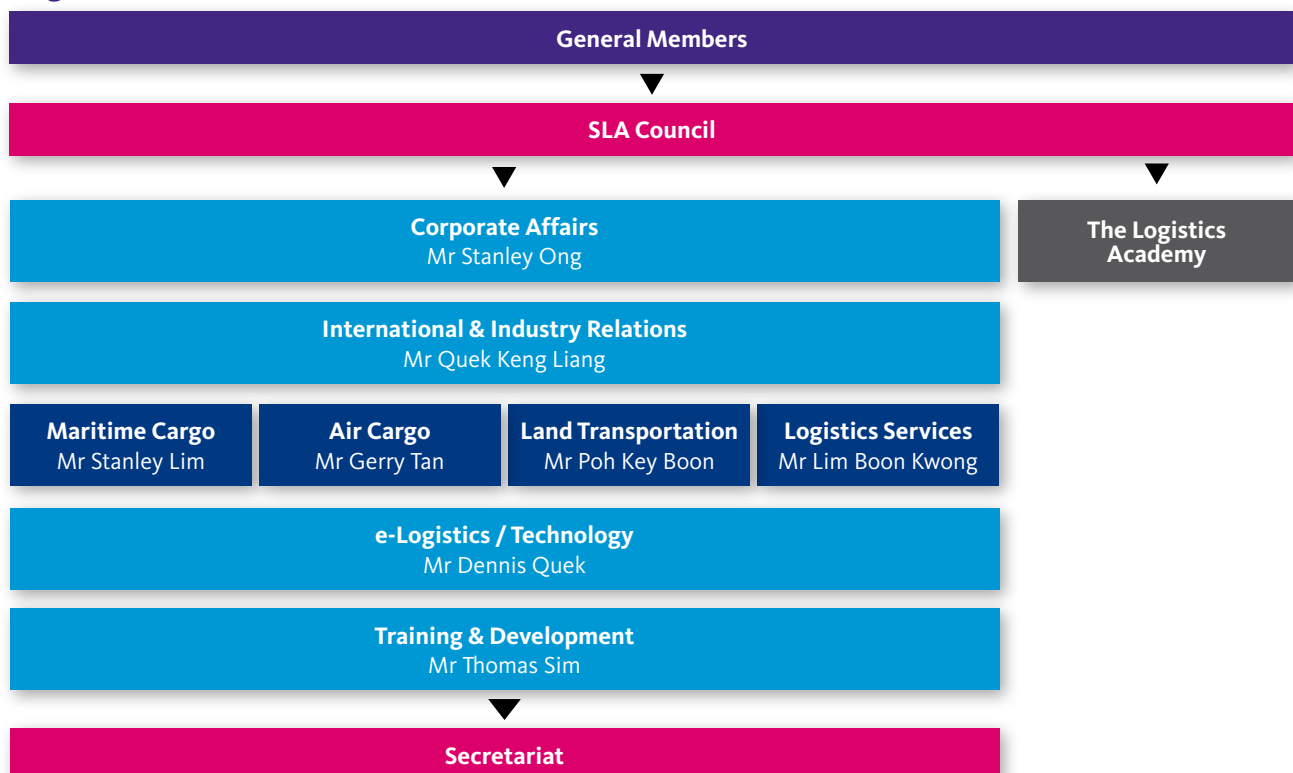 General Members
SLA Council
Corporate Affairs
Mr Stanley Ong
The Logistics
Academy
International & Industry Relations
Mr Quek Keng Liang
Maritime Cargo
Mr Stanley Lim
Air Cargo
Mr Gerry Tan
Land Transportation
Mr Poh Key Boon
Logistics Services
Mr Lim Boon Kwong
e-Logistics / Technology
Mr Dennis Quek
Training & Development
Mr Thomas Sim
Secretariat